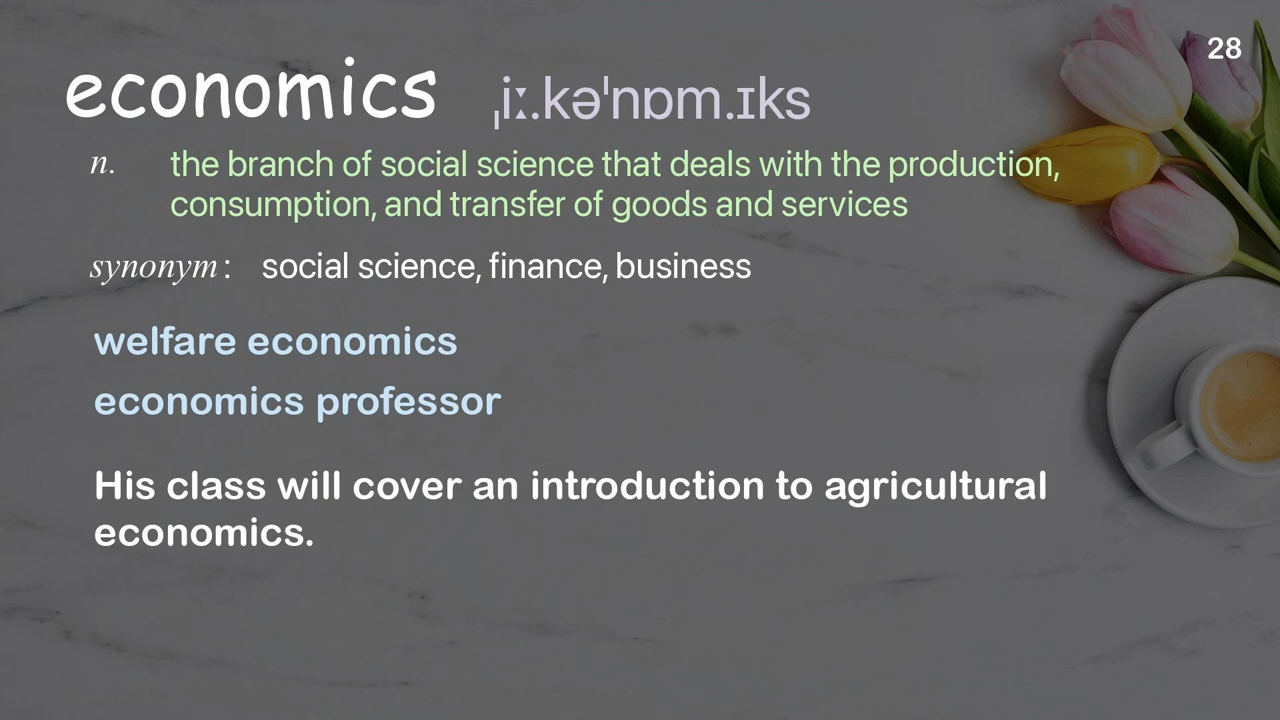 28
economics ˌiː.kəˈnɒm.ɪks
n. the branch of social science that deals with the production,
consumption, and transfer of goods and services
synonym: social science, finance, business
welfare economics
economics professor
His class will cover an introduction to agricultural
economics.